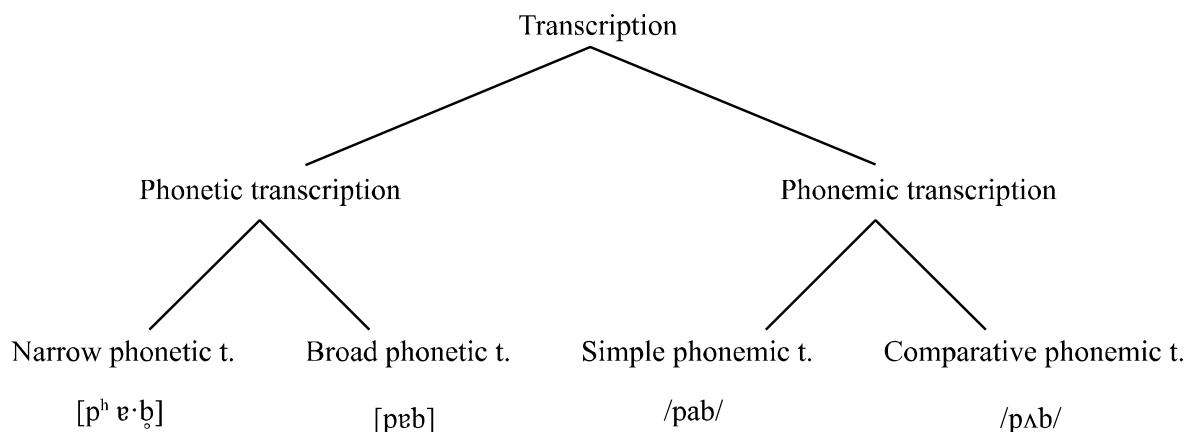 Transcription
Phonetic transcription
Phonemic transcription
Narrow phonetic t.
Broad phonetic t.
Simple phonemic t.
Comparative phonemic t.
[pʰ ɐ·b̥]
[pɐb]
/pab/
/pʌb/